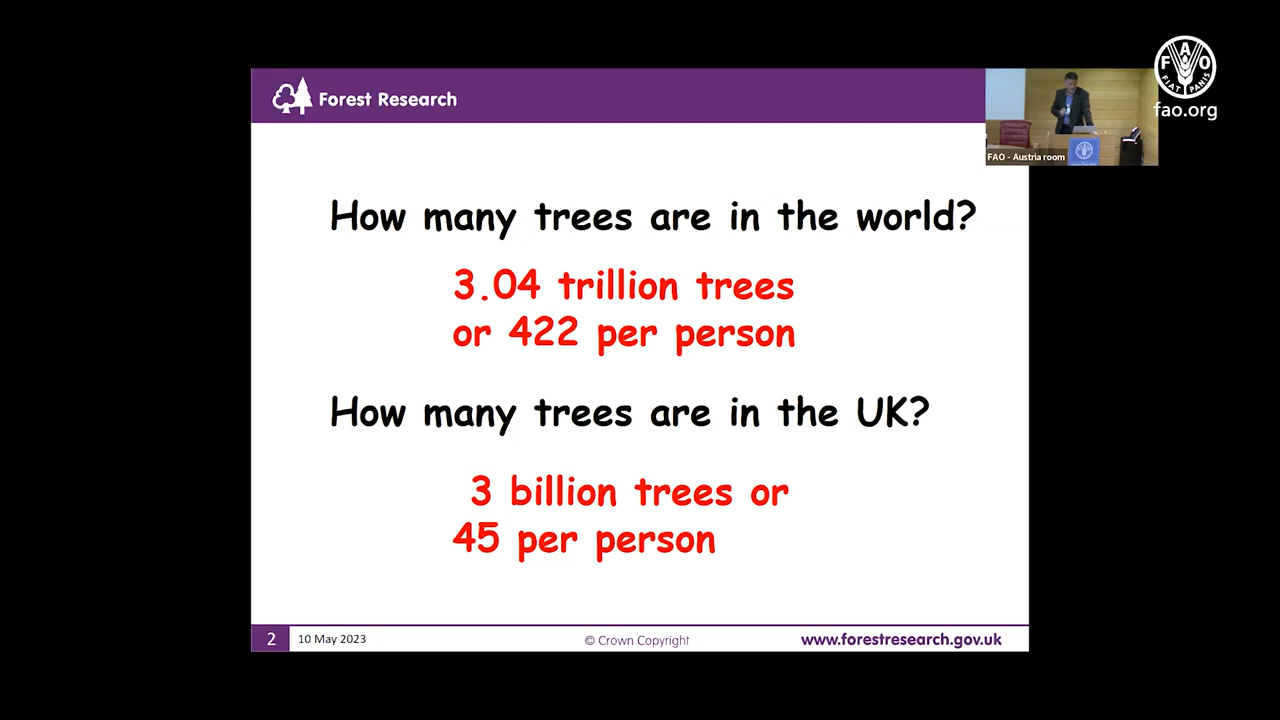 Forest Research
FAO - Austria room
FAO
FIAT PANIS
fao.org
How many trees are in the world?
3.04 trillion trees
or 422 per person
How many trees are in the UK?
3 billion trees or
45 per person
2
10 May 2023
© Crown Copyright
www.forestresearch.gov.uk